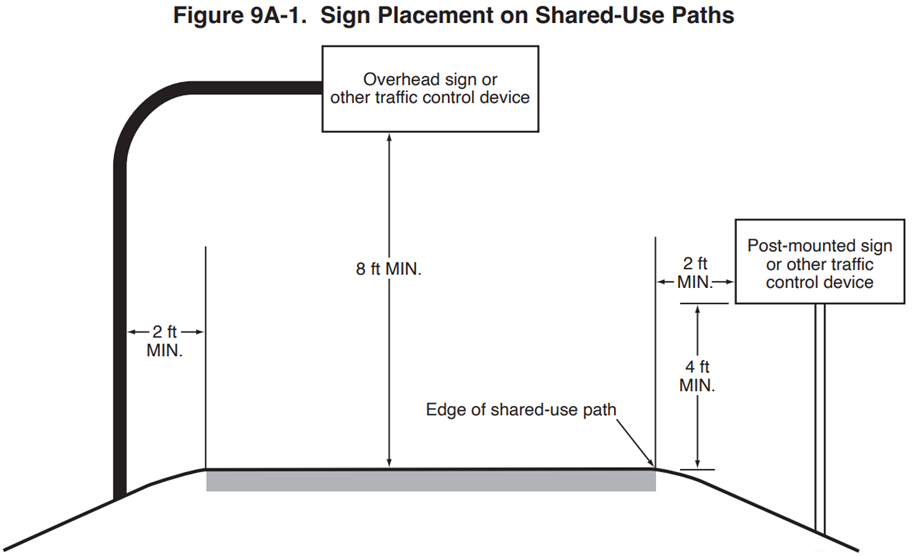 Figure 9A-1. Sign Placement on Shared-Use Paths
Overhead sign or
other traffic control device
8 ft MIN.
2 ft
MIN.
2 ft
MIN.
Post-mounted sign
or other traffic
control device
4 ft
MIN.
Edge of shared-use path